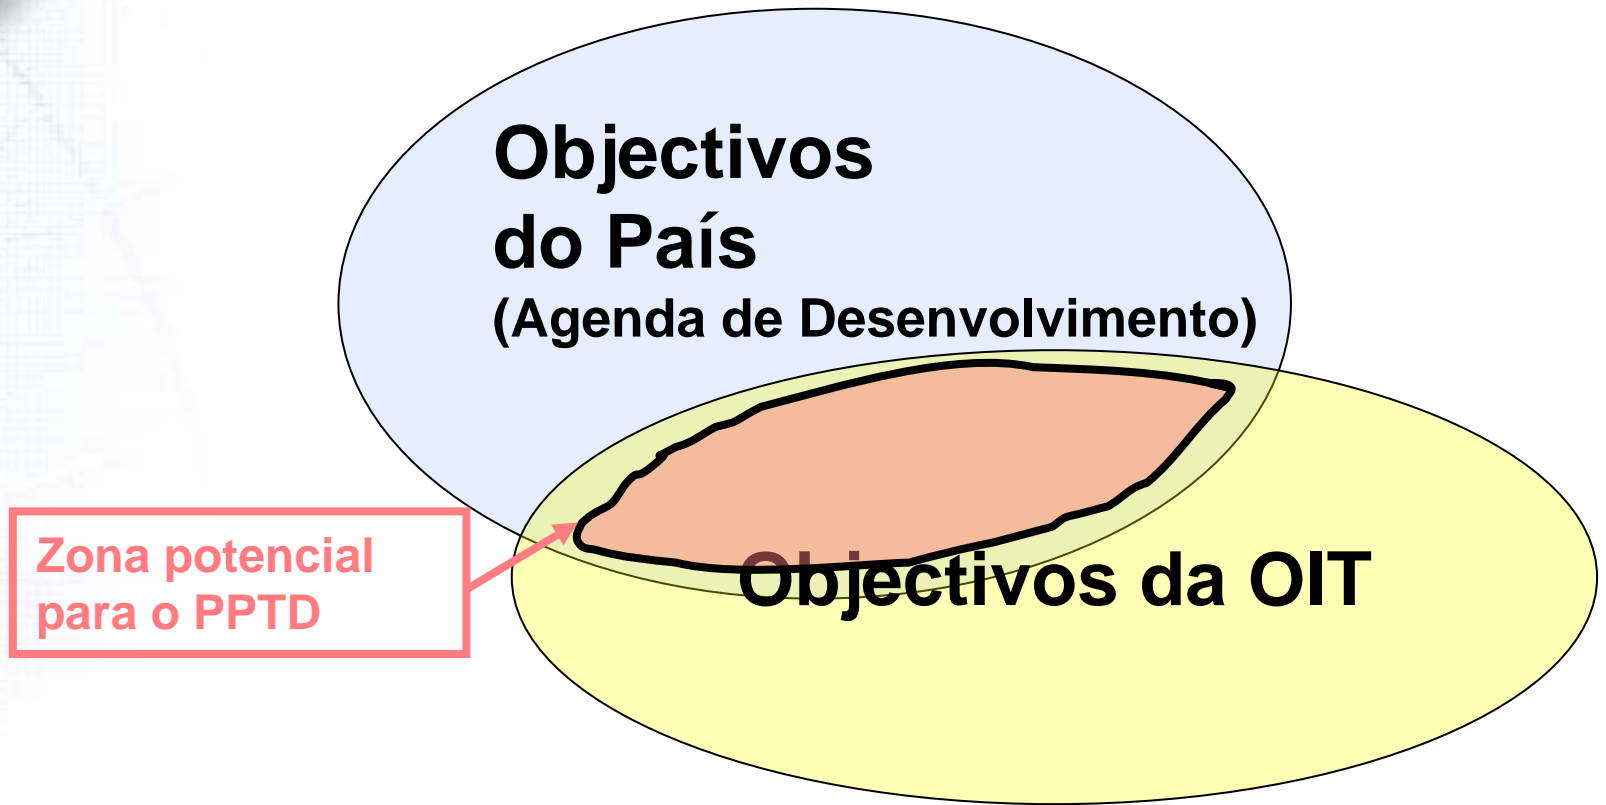 Objectivos
do País
(Agenda de Desenvolvimento)
Zona potencial
para o PPTD
Objectivos da OIT